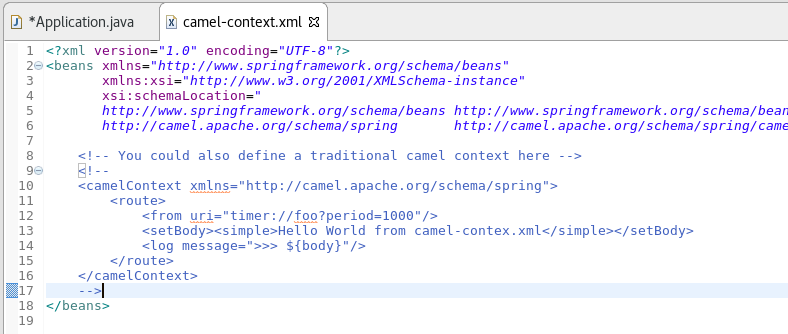 *Application.java camel-context.xml
1 <?xml version="1.0" encoding="UTF-8"?>
2 <beans xmlns="http://www.springframework.org/schema/beans"
3 xmlns:xsi="http://www.w3.org/2001/XMLSchema-instance"
4 xsi:schemaLocation="
5 http://www.springframework.org/schema/beans http://www.springframework.org/schema/bean
6 http://camel.apache.org/schema/spring http://camel.apache.org/schema/spring/came
7
8 <!-- You could also define a traditional camel context here -->
9 <!--
10 <camelContext xmlns="http://camel.apache.org/schema/spring">
11 <route>
12 <from uri="timer://foo?period=1000"/>
13 <setBody><simple>Hello World from camel-contex.xml</simple></setBody>
14 <log message=">>> ${body}"/>
15 </route>
16 </camelContext>
17 -->
18 </beans>
19